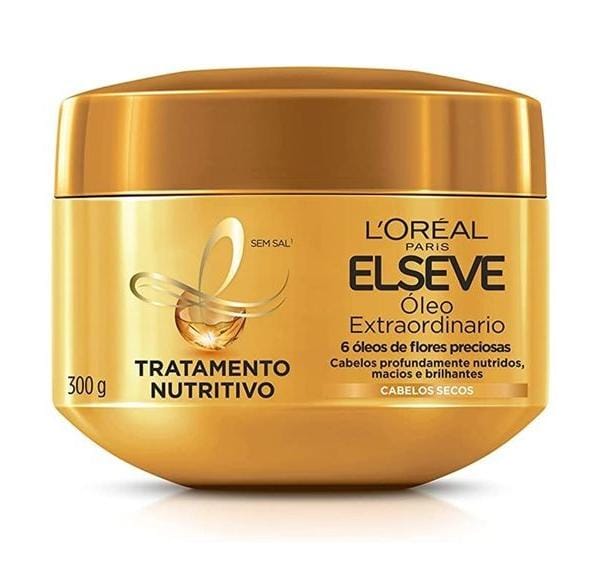 SEM SAL¹
TRATAMENTO
NUTRITIVO
300 g
L'ORÉAL
PARIS
ELSEVE
Óleo
Extraordinario
6 óleos de flores preciosas
Cabelos profundamente nutridos,
macios e brilhantes
CABELOS SECOS